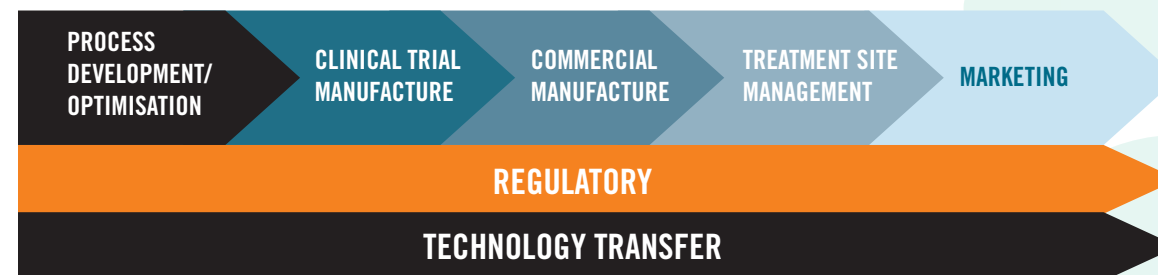 PROCESS
DEVELOPMENT/
OPTIMISATION
CLINICAL TRIAL
MANUFACTURE
COMMERCIAL
MANUFACTURE
TREATMENT SITE
MANAGEMENT
MARKETING
REGULATORY
TECHNOLOGY TRANSFER